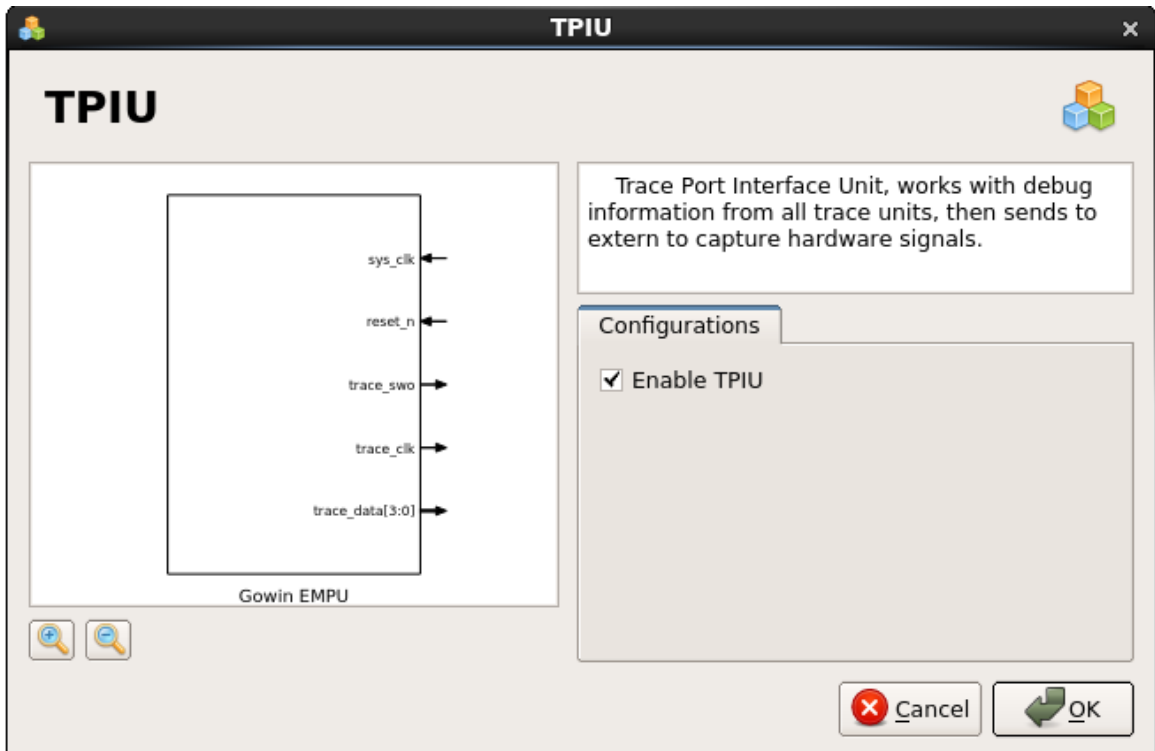 TPIU
TPIU
sys_clk
reset_n
trace_swo
trace_clk
trace_data[3:0]
Gowin EMPU
Trace Port Interface Unit, works with debug
information from all trace units, then sends to
extern to capture hardware signals.
Configurations
Enable TPIU
Cancel
OK